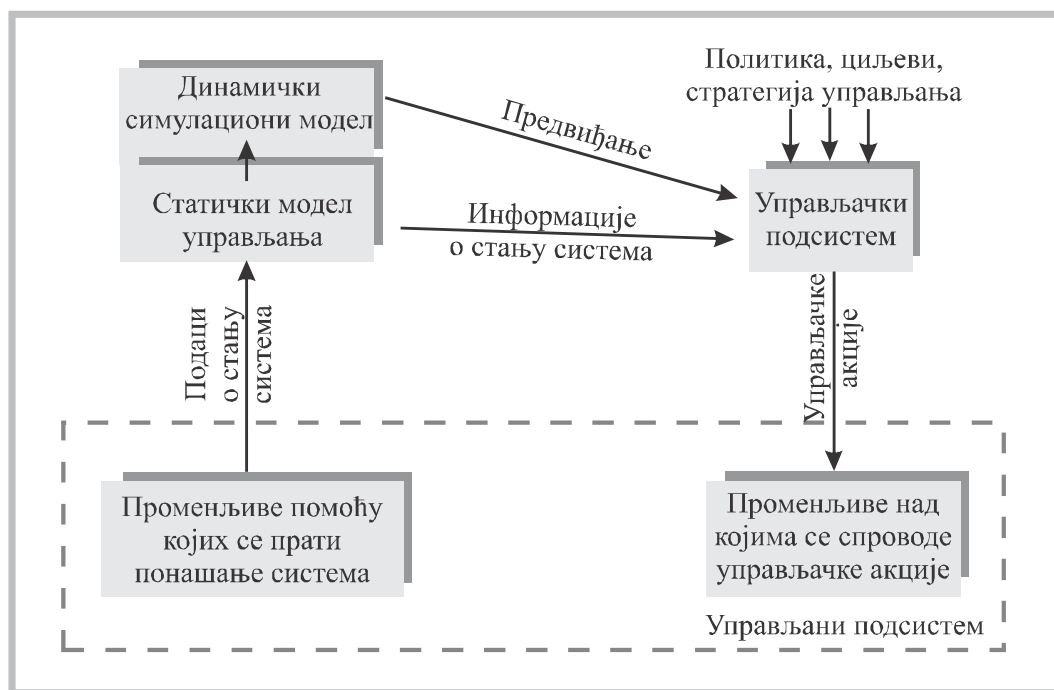 Динамички
симулациони модел
Предвиђање
Политика, циљеви,
стратегија управљања
Статички модел
управљања
Информације
о стању система
Управљачки
подсистем
Подаци
о стању
система
Управљачке
акције
Променљиве помоћу
којих се прати
понашање система
Променљиве над
којима се спроводе
управљачке акције
Управљани подсистем